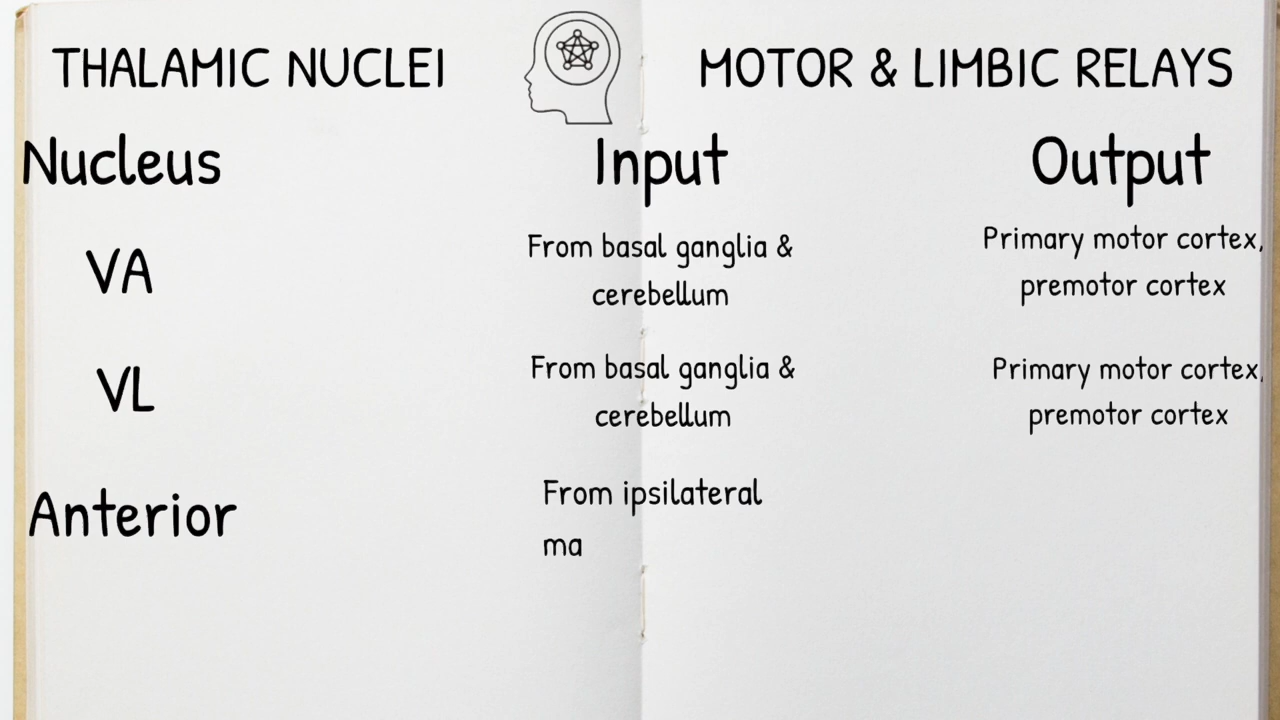 THALAMIC NUCLEI
MOTOR & LIMBIC RELAYS
Nucleus
Input
Output
VA
From basal ganglia &
cerebellum
Primary motor cortex,
premotor cortex
VL
From basal ganglia &
cerebellum
Primary motor cortex,
premotor cortex
Anterior
From ipsilateral
ma